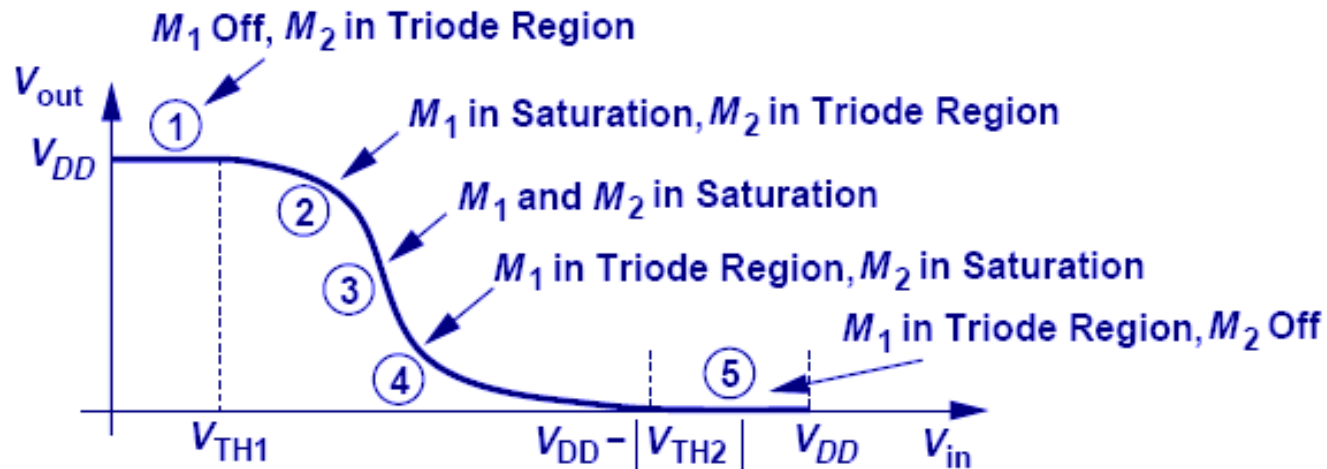 M1 Off, M2 in Triode Region
Vout
1
M1 in Saturation, M2 in Triode Region
VDD
2
M1 and M2 in Saturation
3
M1 in Triode Region, M2 in Saturation
M1 in Triode Region, M2 Off
4
5
VTH1
VDD − |VTH2|
VDD
Vin